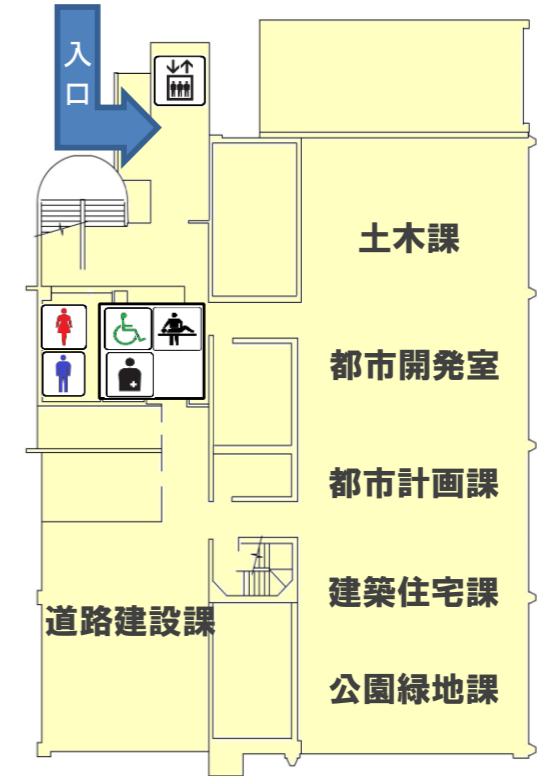 入口
土木課
都市開発室
都市計画課
建築住宅課
道路建設課
公園緑地課